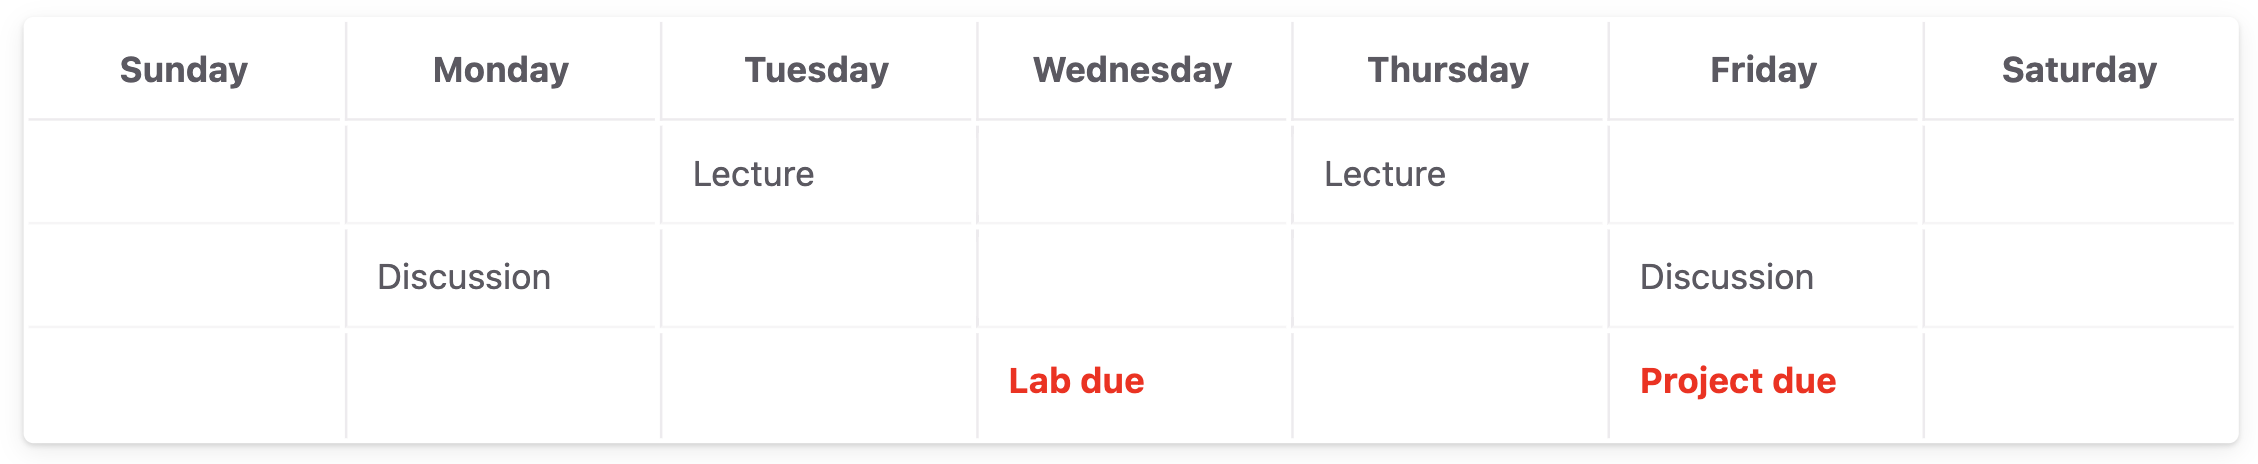 Sunday Monday Tuesday Wednesday Thursday Friday Saturday
Lecture Lecture
Discussion Discussion
Lab due Project due